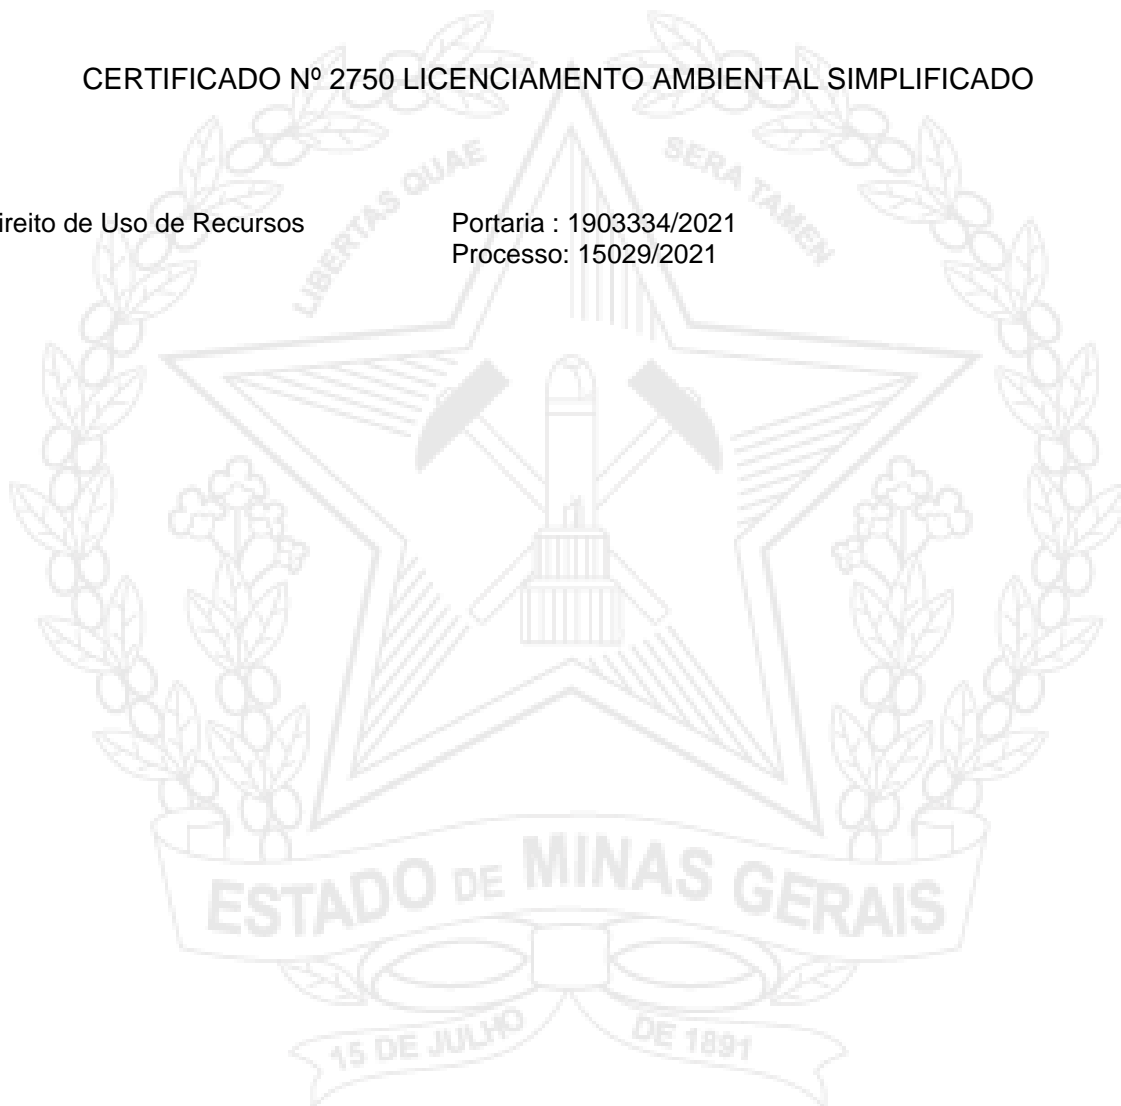 CERTIFICADO Nº 2750 LICENCIAMENTO AMBIENTAL SIMPLIFICADO
LIBERTAS QUAE SERA TAMEN
ireito de Uso de Recursos Portaria : 1903334/2021
Processo: 15029/2021
ESTADO DE MINAS GERAIS
15 DE JULHO DE 1891